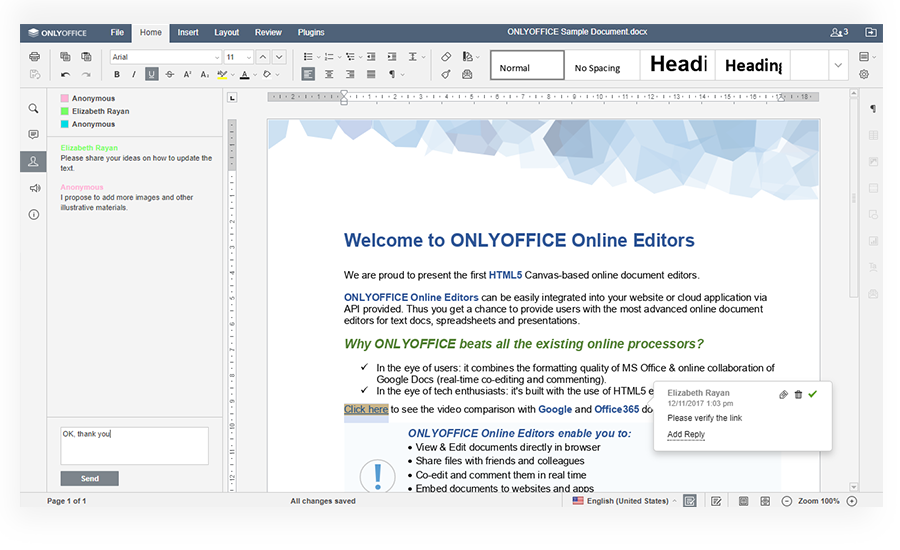 ONLYOFFICE
File Home Insert Layout Review Plugins
ONLYOFFICE Sample Document.docx
3
Arial 11
B I U S A² A₂ A
Normal
No Spacing
Headi
Heading
Anonymous
Elizabeth Rayan
Anonymous
Elizabeth Rayan
Please share your ideas on how to update the
text.
Anonymous
I propose to add more images and other
illustrative materials.
OK, thank you
Send
Welcome to ONLYOFFICE Online Editors
We are proud to present the first HTML5 Canvas-based online document editors.
ONLYOFFICE Online Editors can be easily integrated into your website or cloud application via
API provided. Thus you get a chance to provide users with the most advanced online document
editors for text docs, spreadsheets and presentations.
Why ONLYOFFICE beats all the existing online processors?
✓ In the eye of users: it combines the formatting quality of MS Office & online collaboration of
Google Docs (real-time co-editing and commenting).
✓ In the eye of tech enthusiasts: it's built with the use of HTML5 e
Click here to see the video comparison with Google and Office365 do
ONLYOFFICE Online Editors enable you to:
• View & Edit documents directly in browser
• Share files with friends and colleagues
• Co-edit and comment them in real time
• Embed documents to websites and apps
Elizabeth Rayan
12/11/2017 1:03 pm
Please verify the link
Add Reply
Page 1 of 1
All changes saved
English (United States)
Zoom 100%